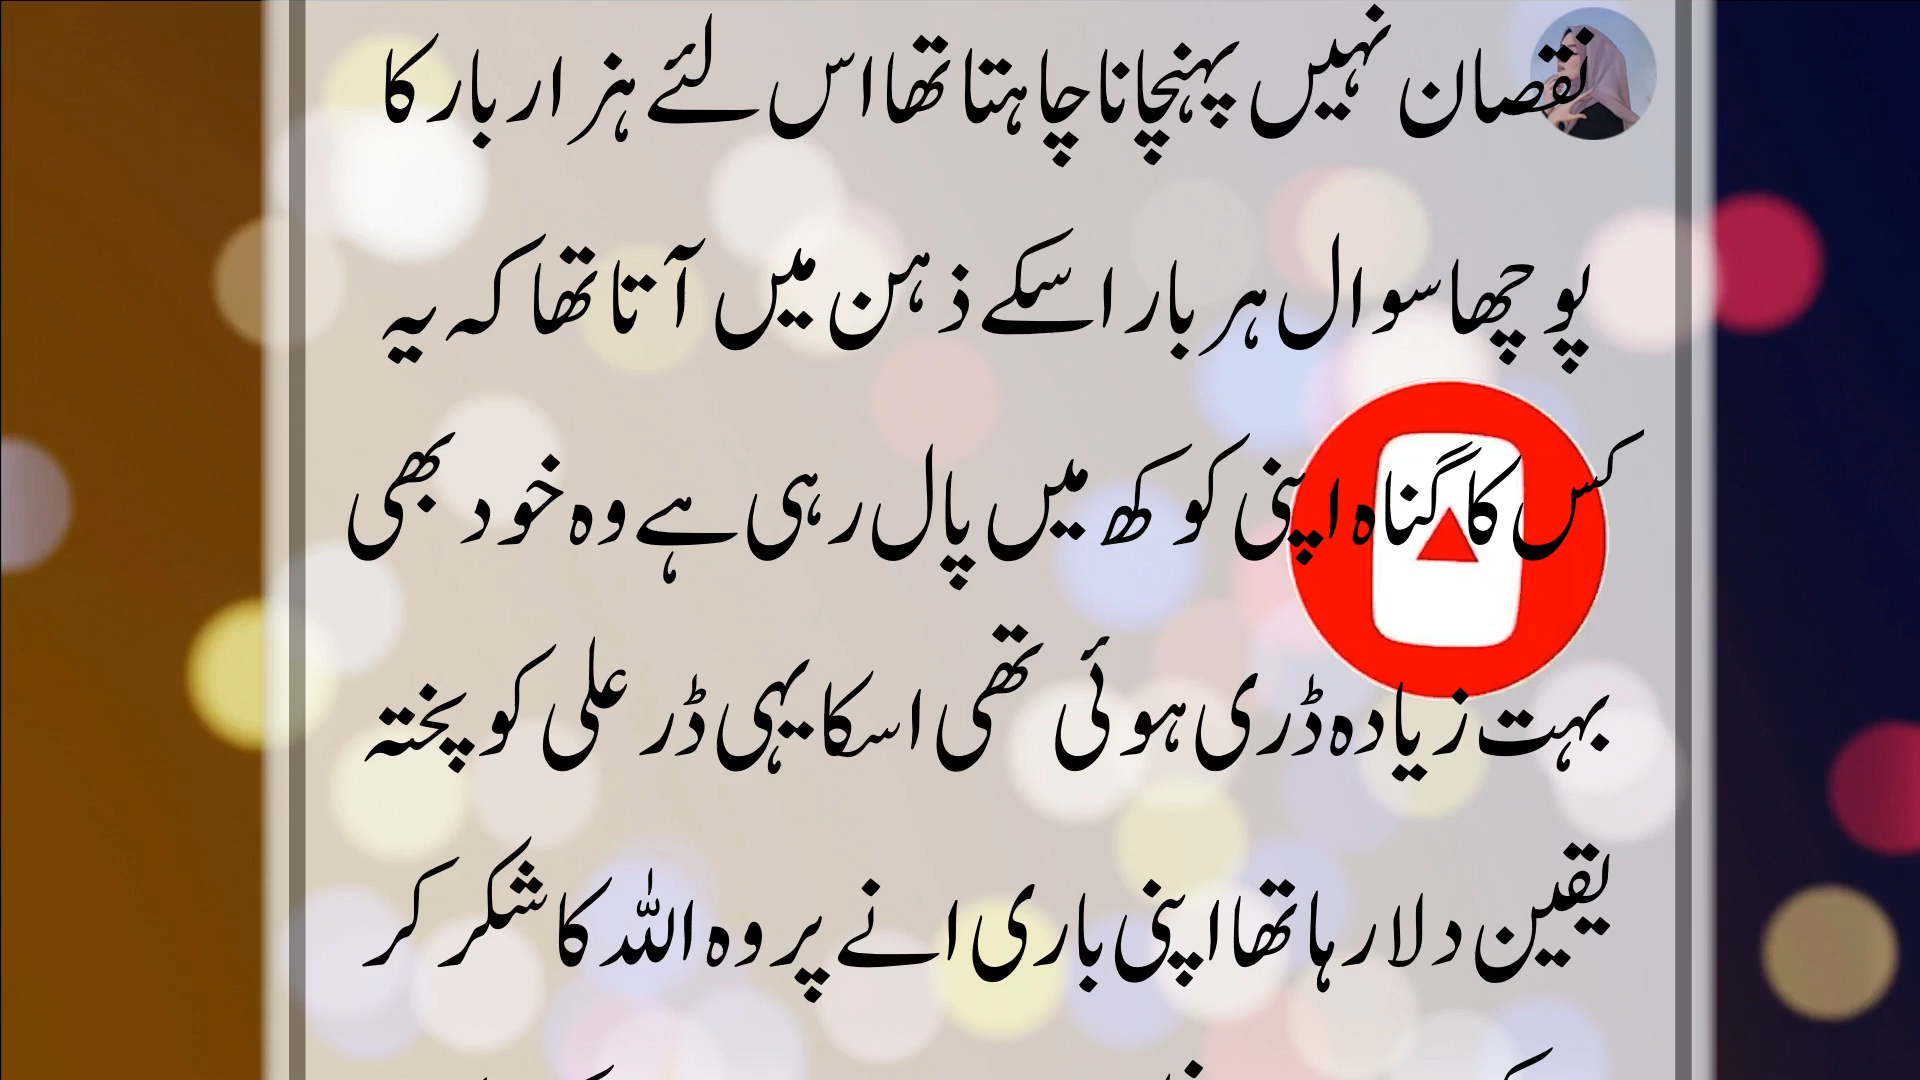 نقصان نہیں پہنچانا چاہتا تھا اس لئے ہزار بار کا
پوچھا سوال ہر بار اسکے ذہن میں آتا تھا کہ یہ
کس کا گناہ اپنی کوکھ میں پال رہی ہے وہ خود بھی
بہت زیادہ ڈری ہوئی تھی اسکا یہی ڈر علی کو پختہ
یقین دلا رہا تھا اپنی باری انے پر وہ اللہ کا شکر کر